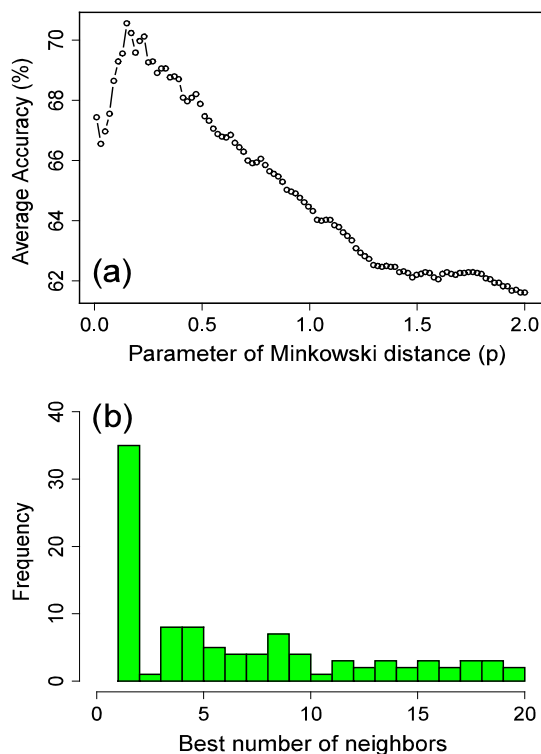 70
68
66
64
62
Average Accuracy (%)
(a)
0.0 0.5 1.0 1.5 2.0
Parameter of Minkowski distance (p)
(b)
40
30
20
10
0
Frequency
0 5 10 15 20
Best number of neighbors